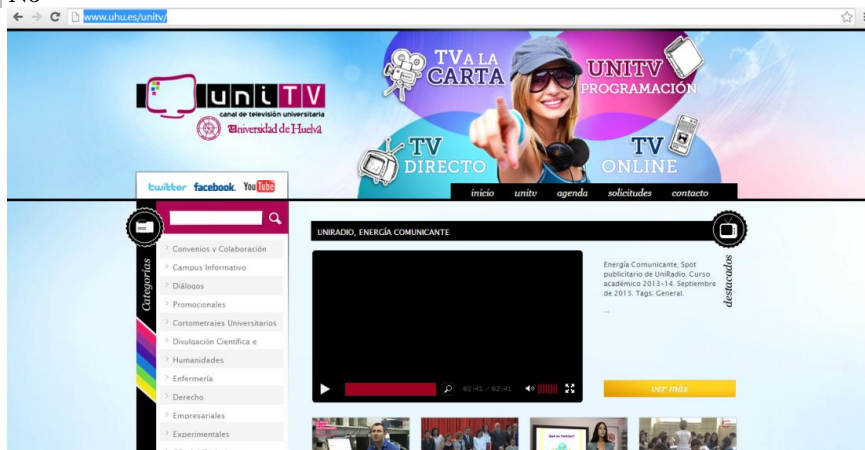 No
www.uhu.es/unitv/
TV A LA
CARTA
UNITV
PROGRAMACIÓN
uniTV
canal de televisión universitaria
Universidad de Huelva
TV
DIRECTO
TV
ONLINE
twitter facebook YouTube
inicio unitv agenda solicitudes contacto
UNIRADIO, ENERGÍA COMUNICANTE
Categorías
Convenios y Colaboración
Campus Informativo
Diálogos
Promocionales
Cortometrajes Universitarios
Divulgación Científica e
Humanidades
Enfermería
Derecho
Empresariales
Experimentales
02:41 / 02:41
Energía Comunicante, Spot
publicitario de UniRadio. Curso
académico 2013-14. Septiembre
de 2013. Tags: General.
...
destacados
ver más